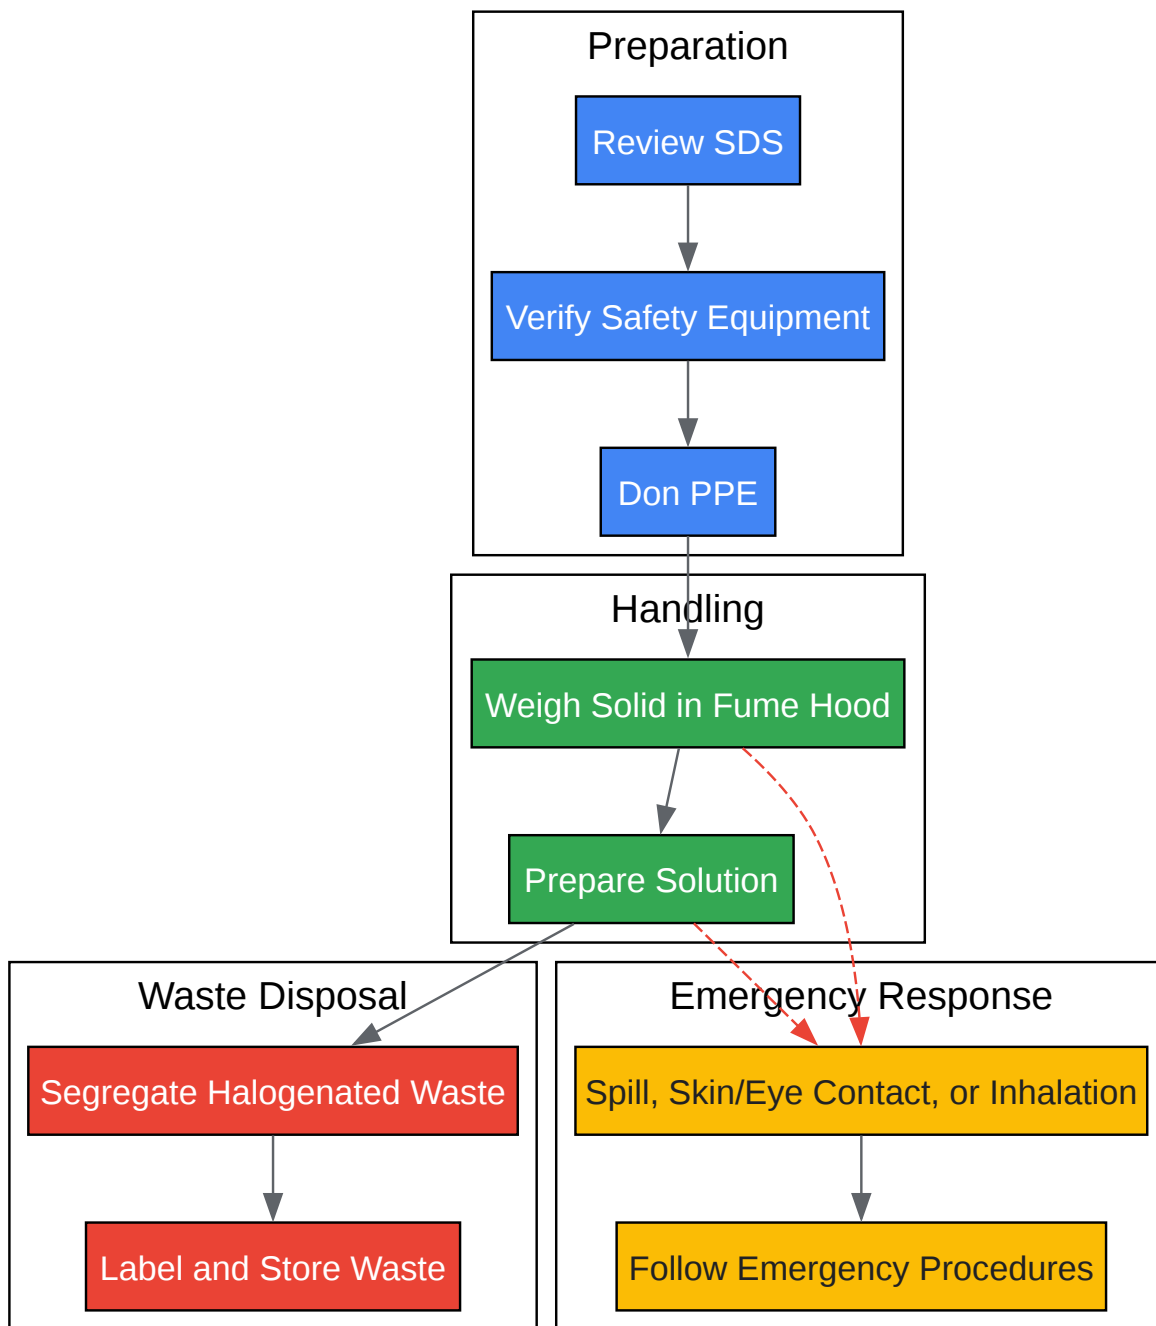 Preparation
Review SDS
Verify Safety Equipment
Don PPE
Handling
Weigh Solid in Fume Hood
Prepare Solution
Waste Disposal
Segregate Halogenated Waste
Label and Store Waste
Emergency Response
Spill, Skin/Eye Contact, or Inhalation
Follow Emergency Procedures